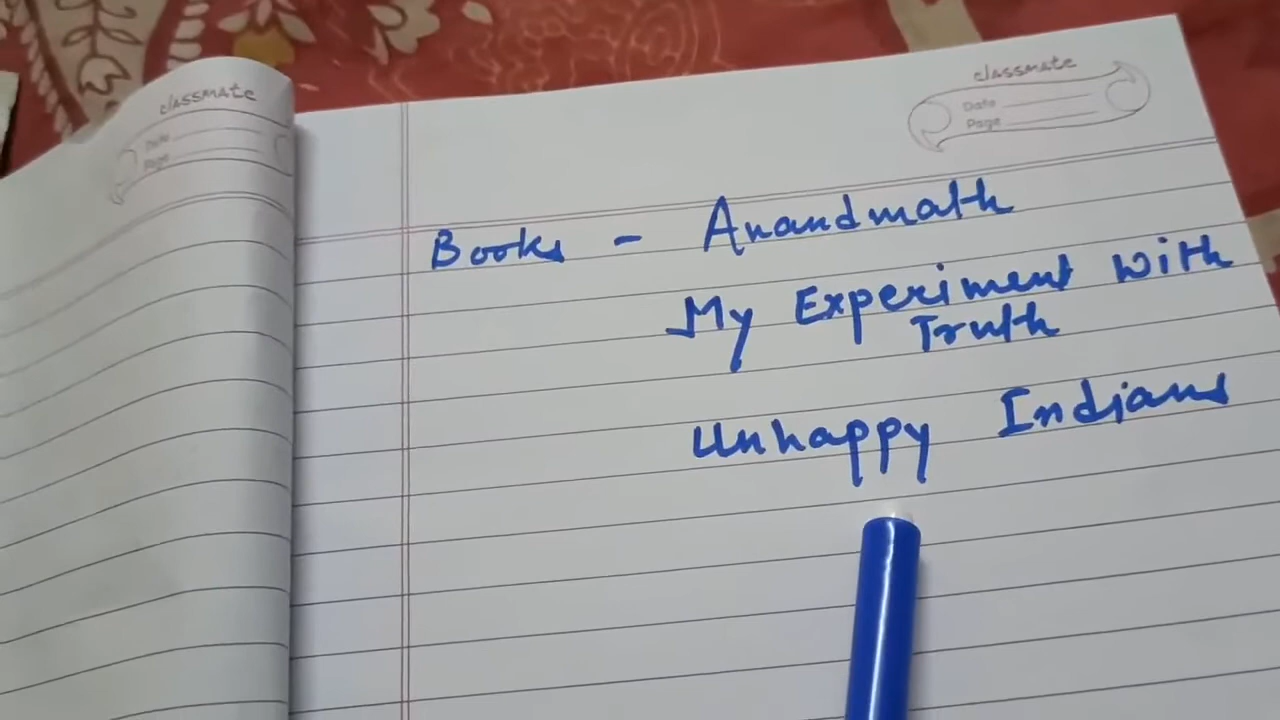 classmate
Date
Page
classmate
Date
Page
Books - Anandmath
My Experiment with
Truth
Unhappy Indians